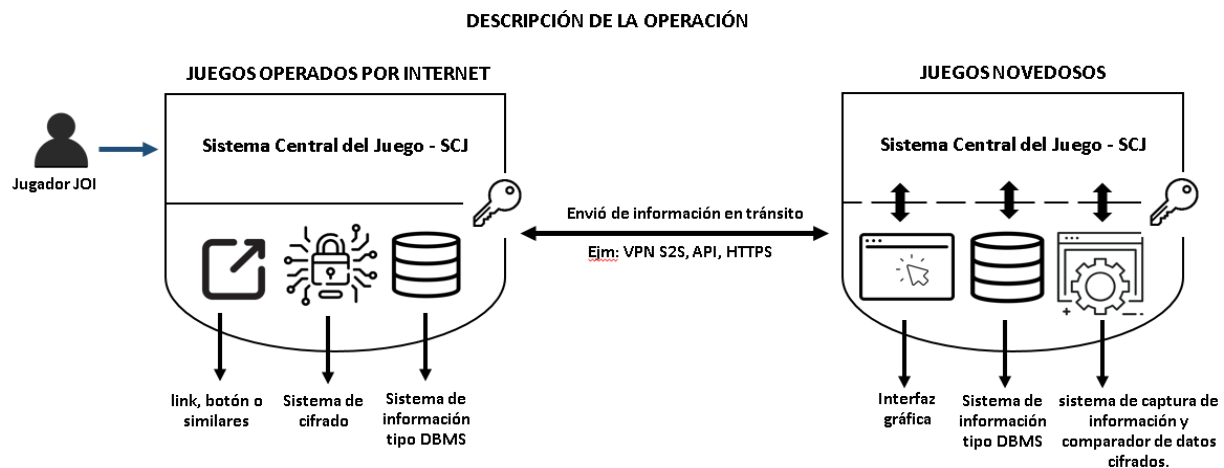 DESCRIPCIÓN DE LA OPERACIÓN
JUEGOS OPERADOS POR INTERNET
JUEGOS NOVEDOSOS
Sistema Central del Juego - SCJ
Sistema Central del Juego - SCJ
Jugador JOI
Envió de información en tránsito
Ejm: VPN S2S, API, HTTPS
link, botón o
similares
Sistema de
cifrado
Sistema de
información
tipo DBMS
Interfaz
gráfica
Sistema de
información
tipo DBMS
sistema de captura de
información y
comparador de datos
cifrados.